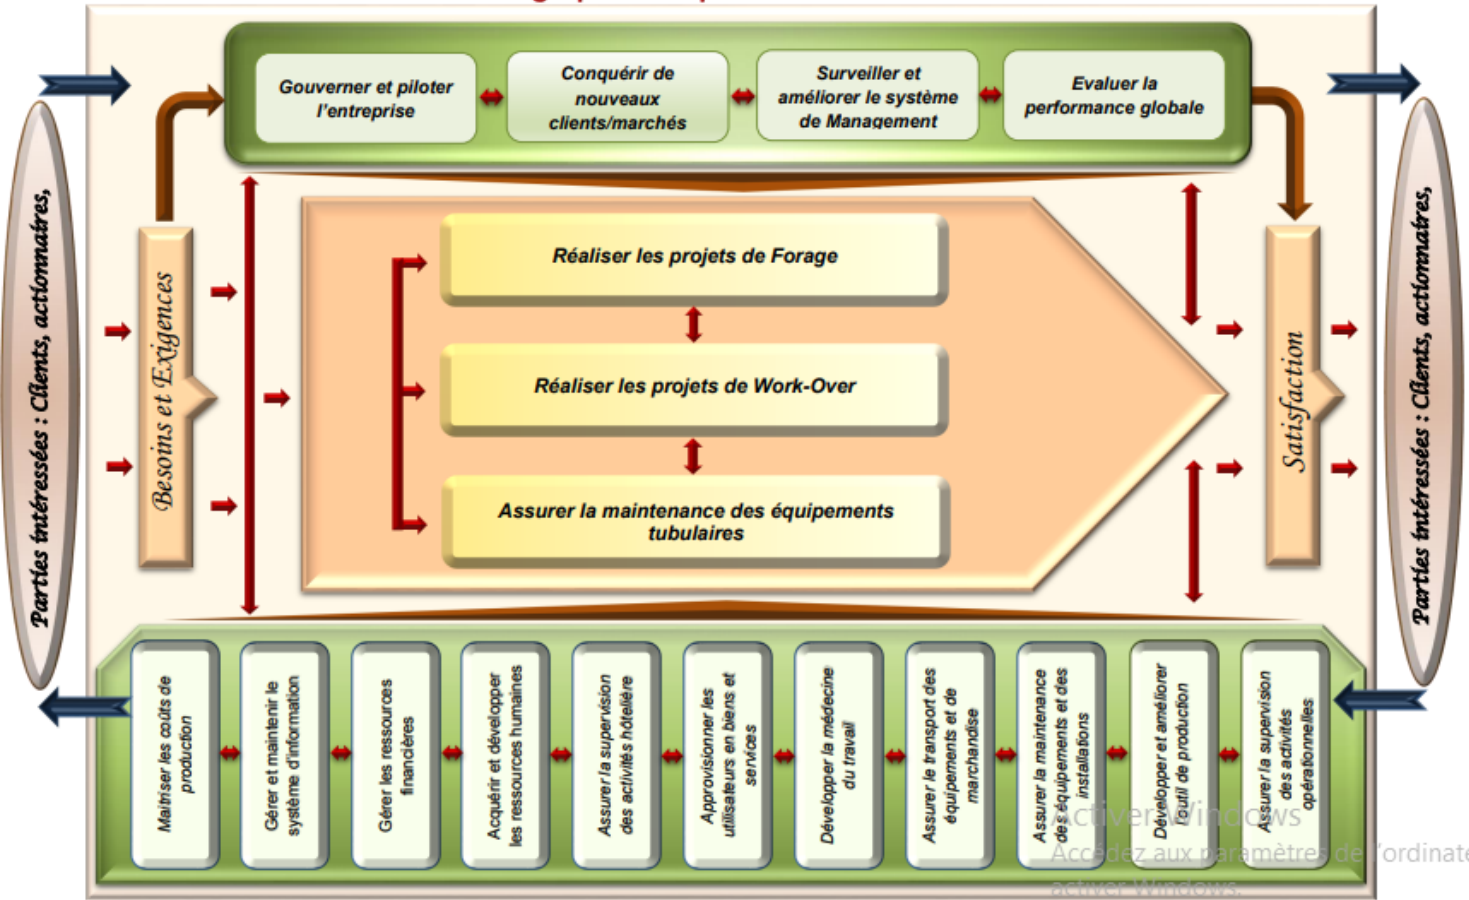 Gouverner et piloter
l'entreprise
Conquérir de
nouveaux
clients/marchés
Surveiller et
améliorer le système
de Management
Evaluer la
performance globale
Parties intéressées : Clients, actionnaires,
Besoins et Exigences
Réaliser les projets de Forage
Réaliser les projets de Work-Over
Assurer la maintenance des équipements
tubulaires
Satisfaction
Parties intéressées : Clients, actionnaires,
Maitriser les coûts de
production
Gérer et maintenir le
système d'information
Gérer les ressources
financières
Acquérir et développer
les ressources humaines
Assurer la supervision
des activités hôtelière
Approvisionner les
utilisateurs en biens et
services
Développer la médecine
du travail
Assurer le transport des
équipements et de
marchandise
Assurer la maintenance
des équipements et des
installations
Développer et améliorer
l'outil de production
Assurer la supervision
des activités
opérationnelles
Activer Windows
Accédez aux paramètres de l'ordinate
activer Windows.